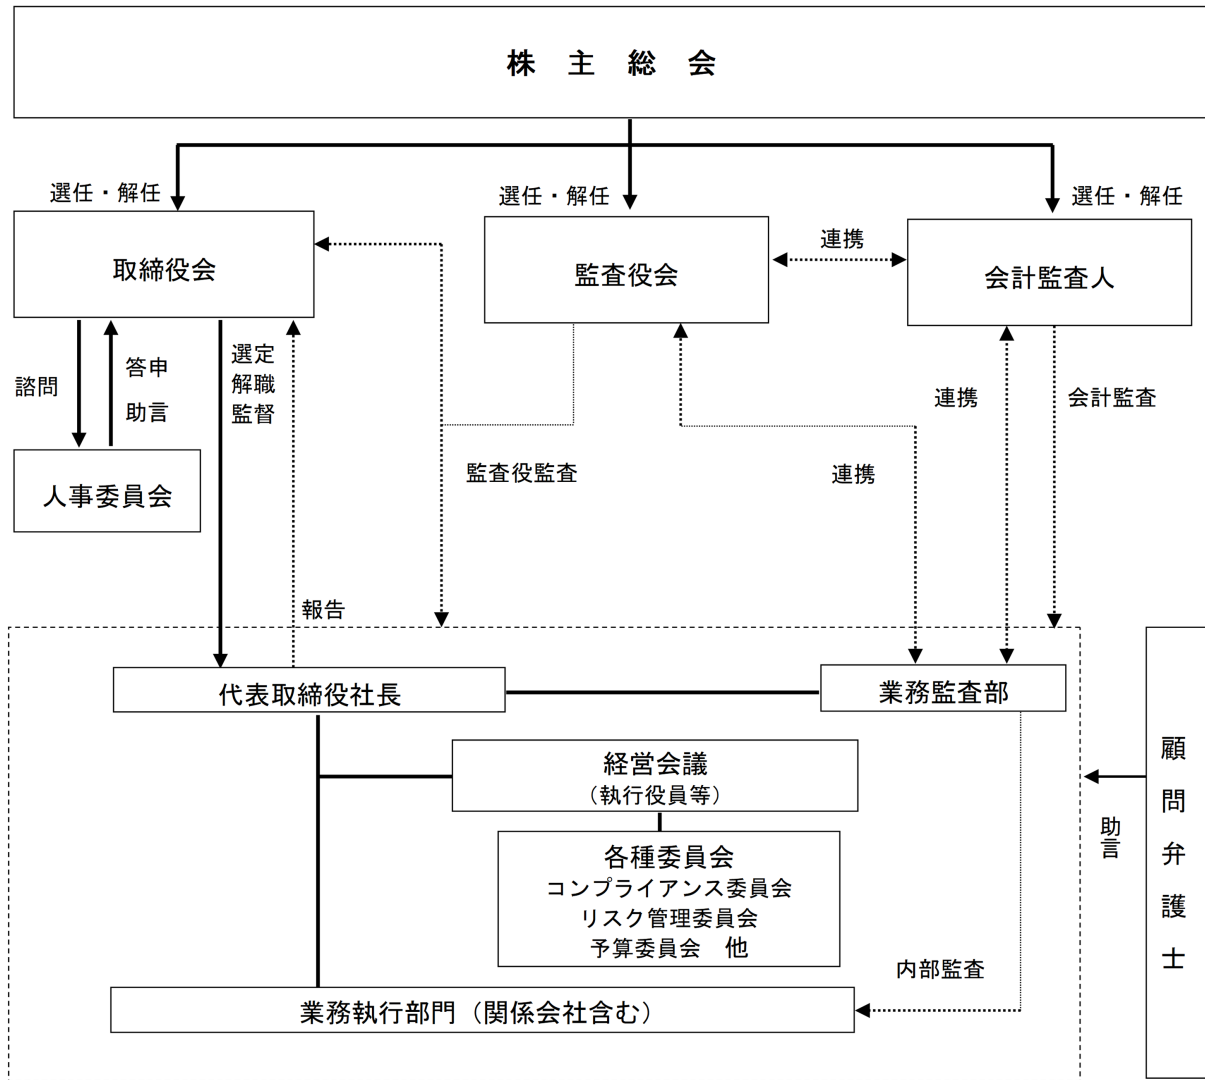 株主総会
選任・解任
選任・解任
選任・解任
取締役会
監査役会
連携
会計監査人
諮問
答申
助言
選定
解職
監督
連携
会計監査
人事委員会
監査役監査
連携
報告
代表取締役社長
業務監査部
経営会議
（執行役員等）
各種委員会
コンプライアンス委員会
リスク管理委員会
予算委員会　他
助言
顧問弁護士
内部監査
業務執行部門（関係会社含む）